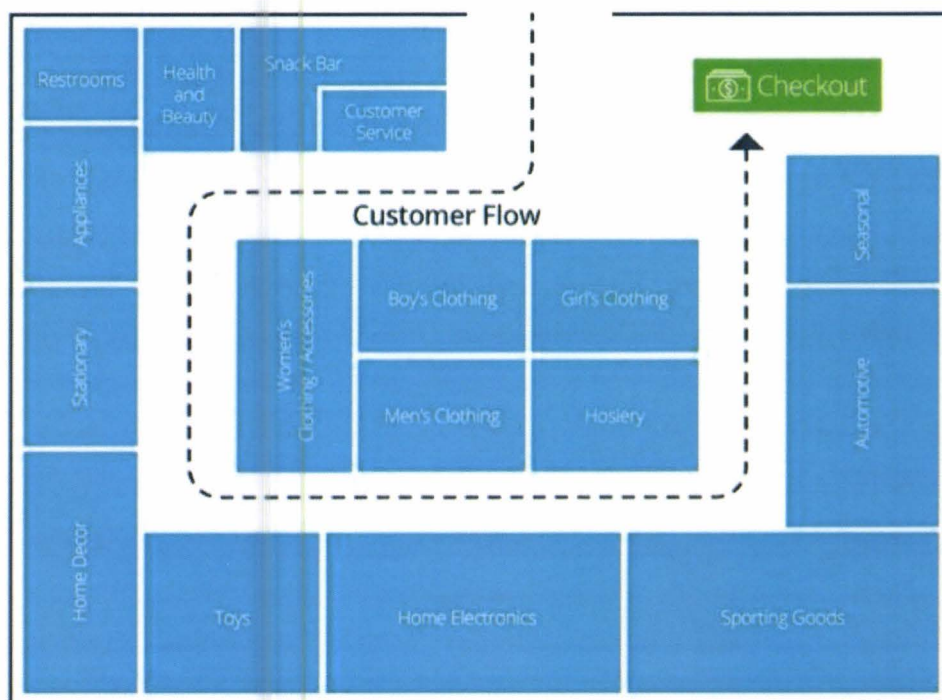 Restrooms
Health
and
Beauty
Snack Bar
Customer
Service
Checkout
Appliances
Customer Flow
Seasonal
Women's
Clothing / Accessories
Boy's Clothing
Girl's Clothing
Stationary
Men's Clothing
Hosiery
Automotive
Home Decor
Toys
Home Electronics
Sporting Goods